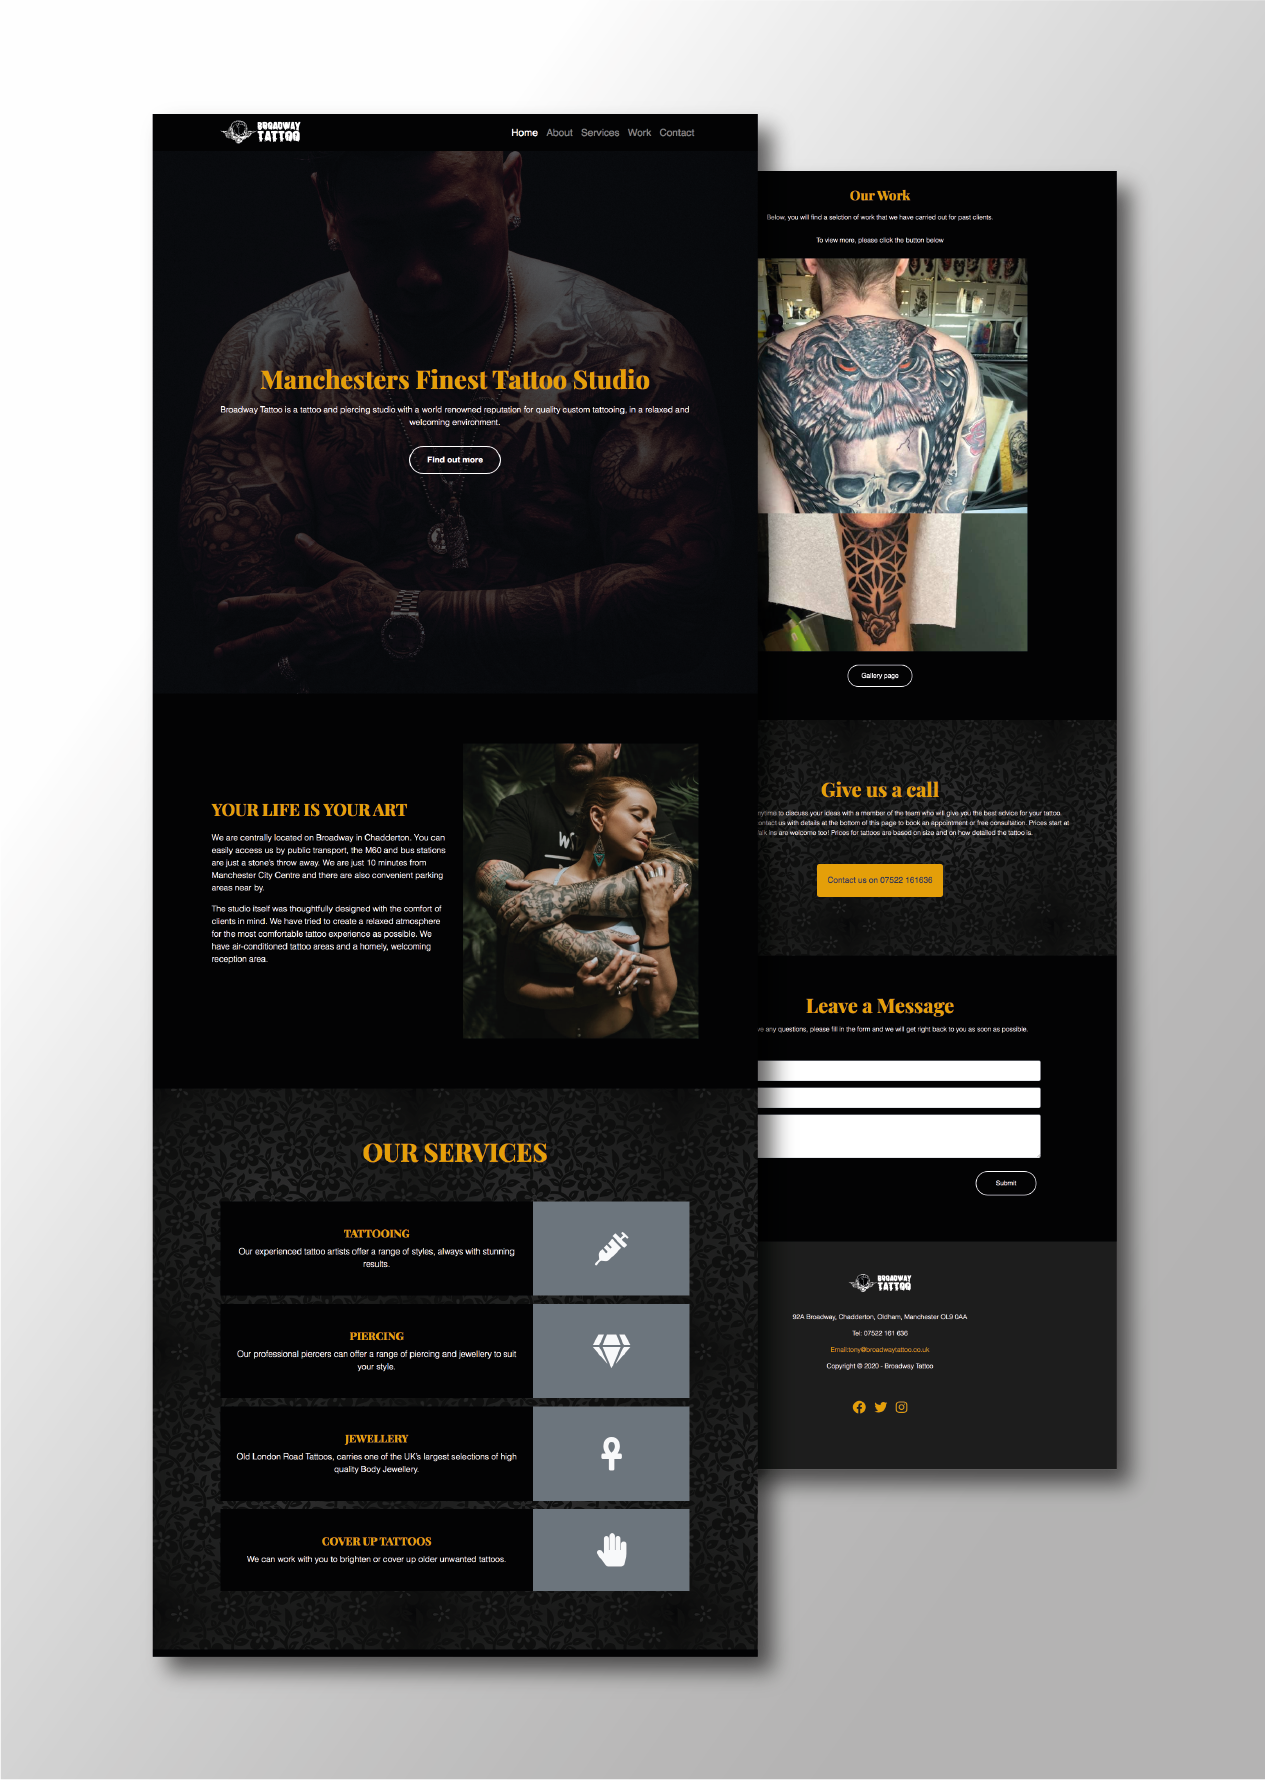 BROADWAY
TATTOO
Home About Services Work Contact
Manchesters Finest Tattoo Studio
Broadway Tattoo is a tattoo and piercing studio with a world renowned reputation for quality custom tattooing, in a relaxed and
welcoming environment.
Find out more
YOUR LIFE IS YOUR ART
We are centrally located on Broadway in Chadderton. You can
easily access us by public transport, the M60 and bus stations
are just a stone's throw away. We are just 10 minutes from
Manchester City Centre and there are also convenient parking
areas near by.
The studio itself was thoughtfully designed with the comfort of
clients in mind. We have tried to create a relaxed atmosphere
for the most comfortable tattoo experience as possible. We
have air-conditioned tattoo areas and a homely, welcoming
reception area.
OUR SERVICES
TATTOOING
Our experienced tattoo artists offer a range of styles, always with stunning
results.
PIERCING
Our professional piercers can offer a range of piercing and jewellery to suit
your style.
JEWELLERY
Old London Road Tattoos, carries one of the UK's largest selections of high
quality Body Jewellery.
COVER UP TATTOOS
We can work with you to brighten or cover up older unwanted tattoos.
Our Work
Below, you will find a selction of work that we have carried out for past clients.
To view more, please click the button below
Gallery page
Give us a call
to discuss your ideas with a member of the team who will give you the best advice for your tattoo.
us with details at the bottom of this page to book an appointment or free consultation. Prices start at
ins are welcome too! Prices for tattoos are based on size and on how detailed the tattoo is.
Contact us on 07522 161636
Leave a Message
any questions, please fill in the form and we will get right back to you as soon as possible.
Submit
BROADWAY
TATTOO
92A Broadway, Chadderton, Oldham, Manchester OL9 0AA
Tel: 07522 161 636
Email:tony@broadwaytattoo.co.uk
Copyright © 2020 - Broadway Tattoo